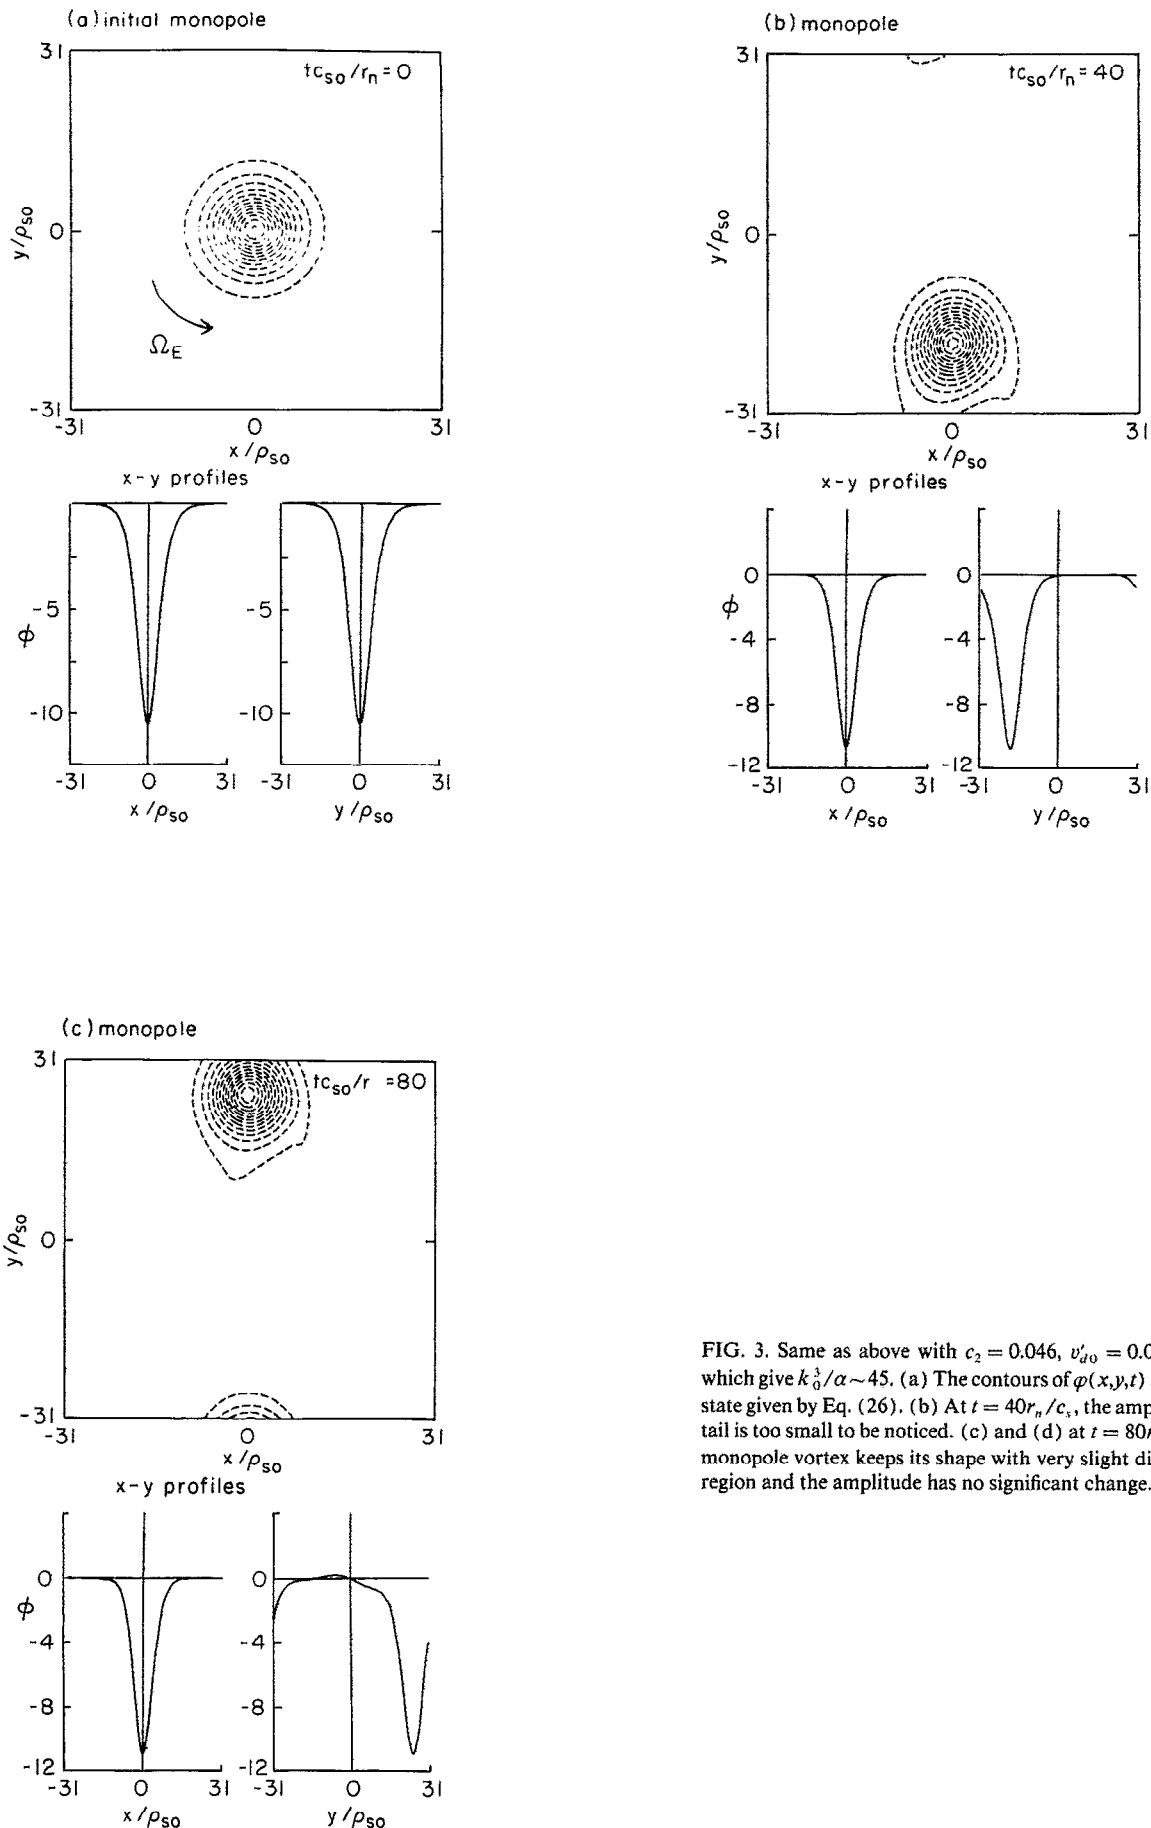 (a) initial monopole
31
tc_so/r_n=0
y/ρ_so
0
-31
-31 0 31
x/ρ_so
Ω_E
x-y profiles
φ
-5
-10
-31 0 31
x/ρ_so
-5
-10
-31 0 31
y/ρ_so
(b) monopole
31
tc_so/r_n=40
y/ρ_so
0
-31
-31 0 31
x/ρ_so
x-y profiles
φ
0
-4
-8
-12
-31 0 31
x/ρ_so
0
-4
-8
-12
-31 0 31
y/ρ_so
(c) monopole
31
tc_so/r =80
y/ρ_so
0
-31
-31 0 31
x/ρ_so
x-y profiles
φ
0
-4
-8
-12
-31 0 31
x/ρ_so
0
-4
-8
-12
-31 0 31
y/ρ_so
FIG. 3. Same as above with c₂ = 0.046, v′_d0 = 0.0
which give k₀³/α~45. (a) The contours of φ(x,y,t)
state given by Eq. (26). (b) At t = 40r_n/c_s, the amp
tail is too small to be noticed. (c) and (d) at t = 80
monopole vortex keeps its shape with very slight di
region and the amplitude has no significant change.